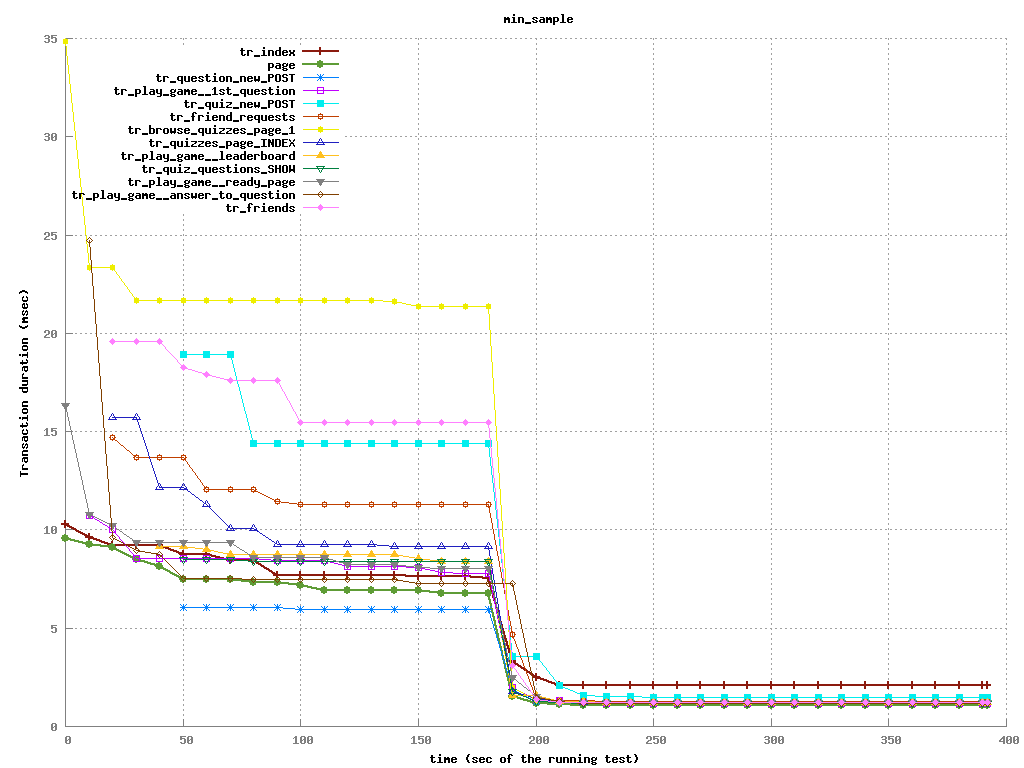 min_sample
tr_index
page
tr_question_new_POST
tr_play_game__1st_question
tr_quiz_new_POST
tr_friend_requests
tr_browse_quizzes_page_1
tr_quizzes_page_INDEX
tr_play_game__leaderboard
tr_quiz_questions_SHOW
tr_play_game__ready_page
tr_play_game__answer_to_question
tr_friends
Transaction duration (msec)
35
30
25
20
15
10
5
0
0 50 100 150 200 250 300 350 400
time (sec of the running test)